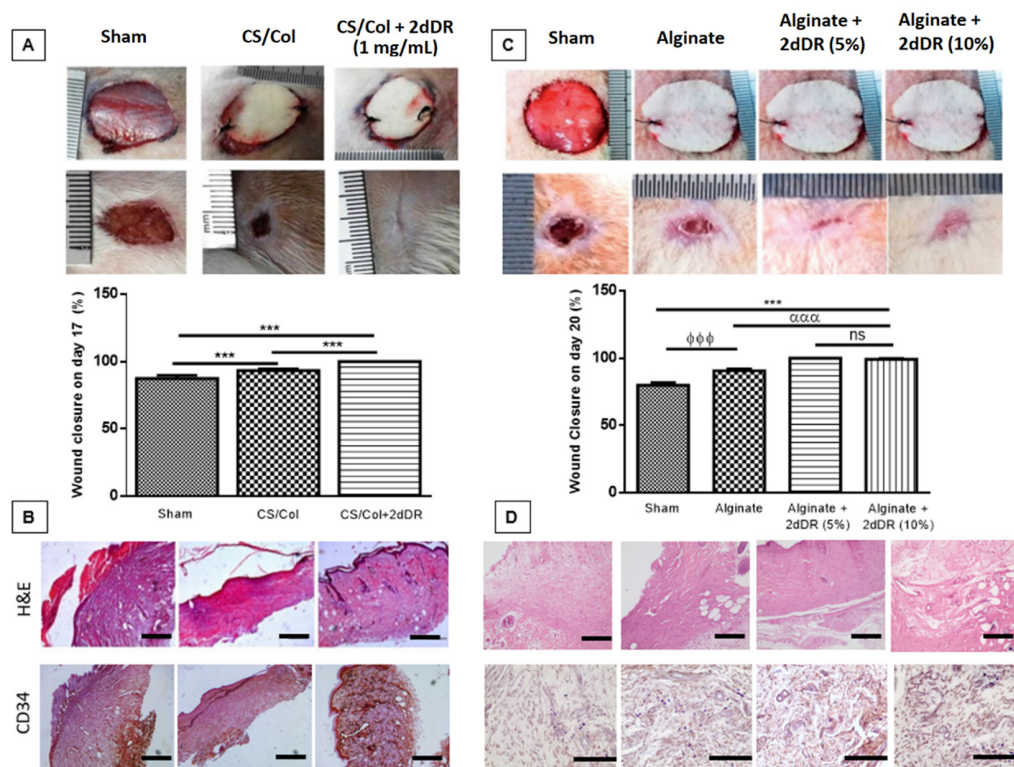 A
Sham
CS/Col
CS/Col + 2dDR
(1 mg/mL)
mm
mm
Wound closure on day 17 (%)
150
100
50
0
***
***
***
Sham
CS/Col
CS/Col+2dDR
B
H&E
CD34
C
Sham
Alginate
Alginate +
2dDR (5%)
Alginate +
2dDR (10%)
Wound Closure on day 20 (%)
150
100
50
0
***
ααα
ϕϕϕ
ns
Sham
Alginate
Alginate +
2dDR (5%)
Alginate +
2dDR (10%)
D